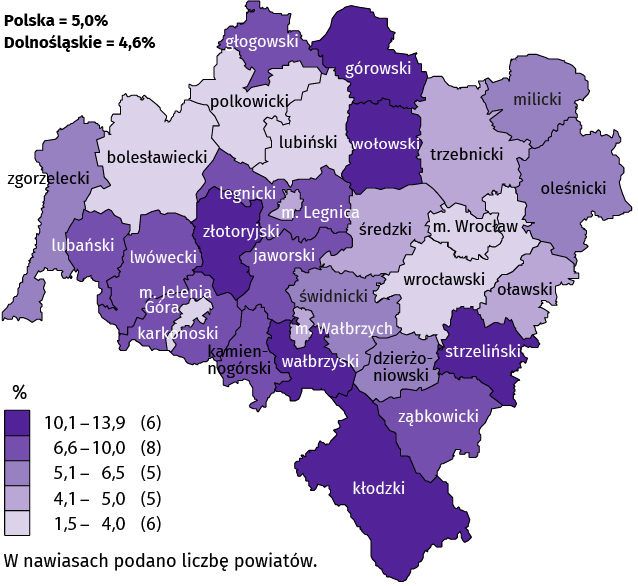 Polska = 5,0%
Dolnośląskie = 4,6%
głogowski
górowski
polkowicki
milicki
lubiński
wołowski
trzebnicki
bolesławiecki
zgorzelecki
oleśnicki
legnicki
m. Legnica
złotoryjski
średzki
m. Wrocław
lubański
lwówecki
jaworski
wrocławski
oławski
m. Jelenia
Góra
świdnicki
karkonoski
m. Wałbrzych
kamien-
nogórski
wałbrzyski
dzierżo-
niowski
strzeliński
ząbkowicki
kłodzki
%
10,1 – 13,9 (6)
6,6 – 10,0 (8)
5,1 – 6,5 (5)
4,1 – 5,0 (5)
1,5 – 4,0 (6)
W nawiasach podano liczbę powiatów.